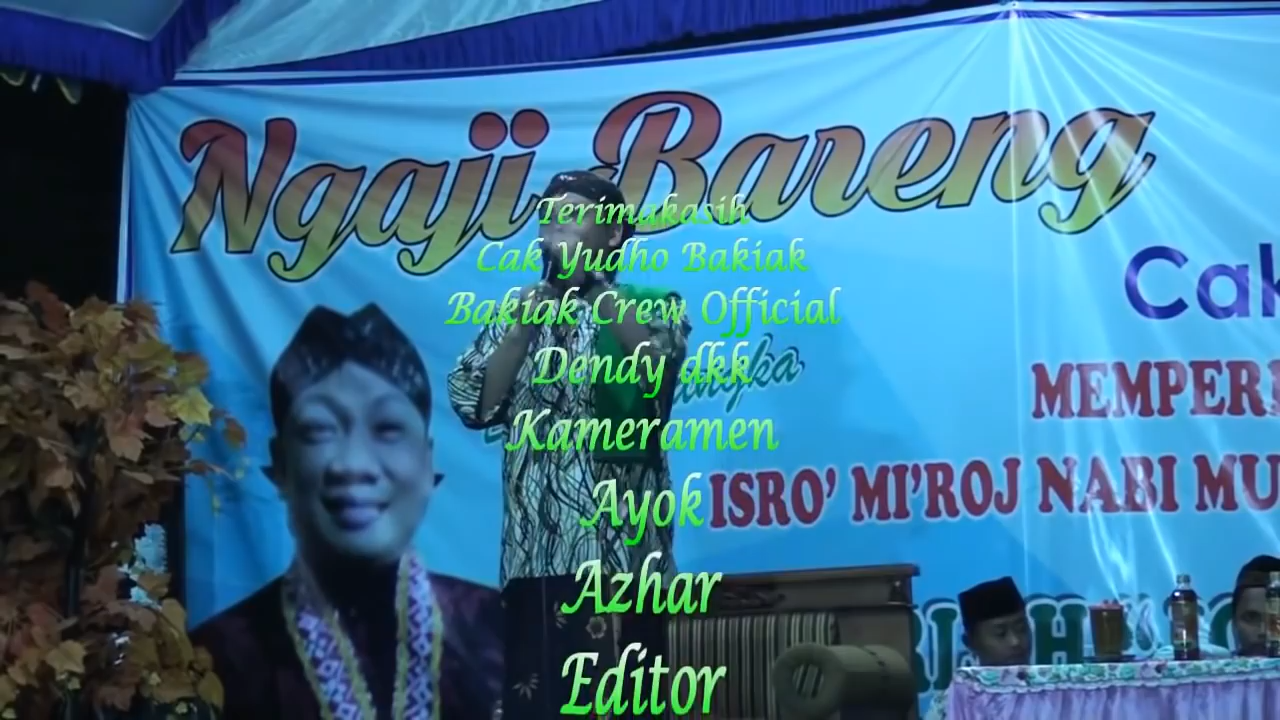 Ngaji Bareng
Terimakasih
Cak Yudho Bakiak
Cak
Bakiak Crew Official
Dendy dkk
MEMPERI
Kameramen
ISRO' MI'ROJ NABI MU
Ayok
Azhar
Editor